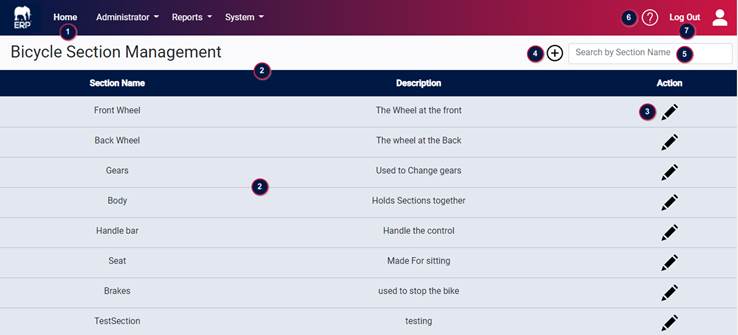 ERP Home Administrator Reports System 6 ? Log Out
1 7
Bicycle Section Management 4 Search by Section Name 5
2
Section Name Description Action
Front Wheel The Wheel at the front 3
Back Wheel The wheel at the Back
Gears Used to Change gears
2
Body Holds Sections together
Handle bar Handle the control
Seat Made For sitting
Brakes used to stop the bike
TestSection testing